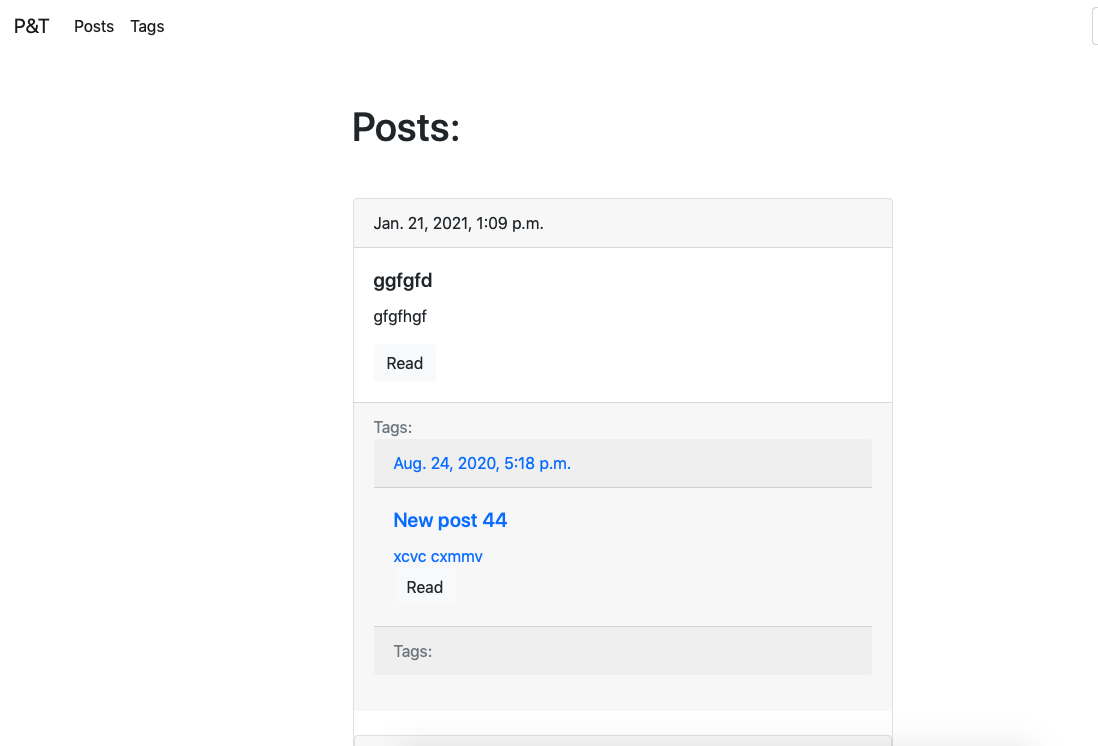 P&T Posts Tags
Posts:
Jan. 21, 2021, 1:09 p.m.
ggfgfd
gfgfhgf
Read
Tags:
Aug. 24, 2020, 5:18 p.m.
New post 44
xcvc cxmmv
Read
Tags: